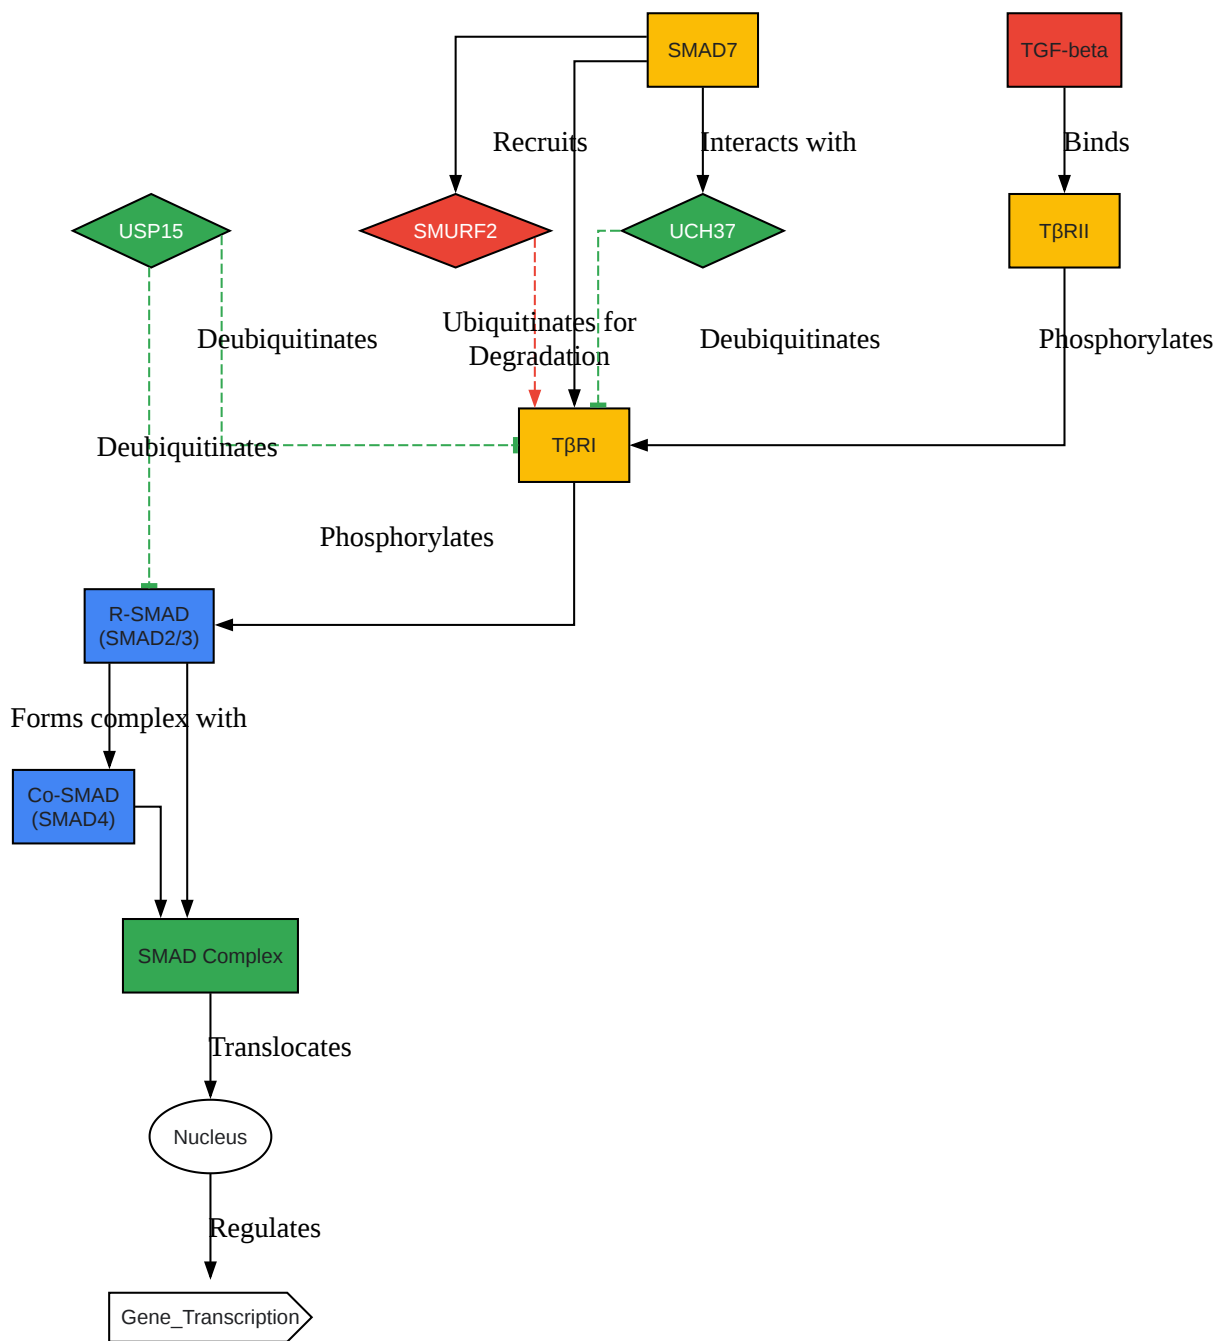 SMAD7
TGF-beta
Recruits
Interacts with
Binds
USP15
SMURF2
UCH37
TβRII
Deubiquitinates
Ubiquitinates for
Degradation
Deubiquitinates
Phosphorylates
Deubiquitinates
TβRI
Phosphorylates
R-SMAD
(SMAD2/3)
Forms complex with
Co-SMAD
(SMAD4)
SMAD Complex
Translocates
Nucleus
Regulates
Gene_Transcription